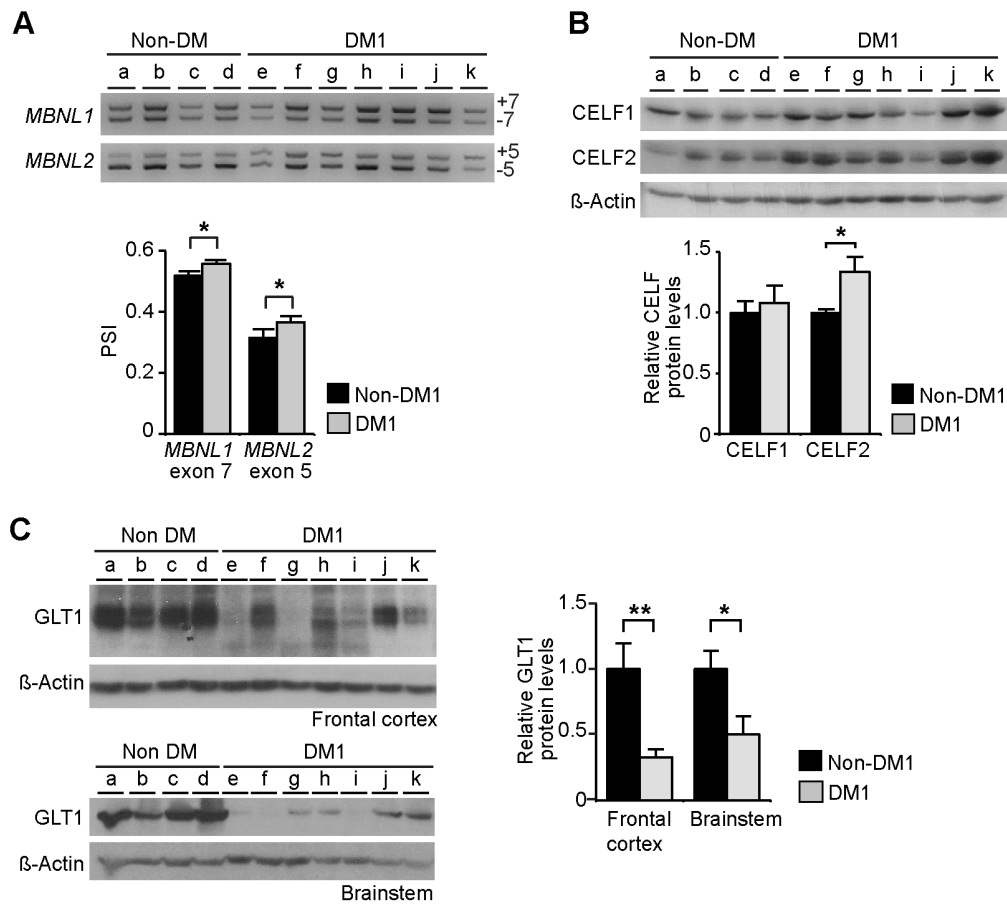 A
Non-DM DM1
a b c d e f g h i j k
MBNL1 +7
-7
MBNL2 +5
-5
*
*
0.6
0.4
0.2
0
PSI
MBNL1
exon 7
MBNL2
exon 5
Non-DM1
DM1
B
Non-DM DM1
a b c d e f g h i j k
CELF1
CELF2
ß-Actin
*
1.5
1.0
0.5
0
Relative CELF
protein levels
CELF1 CELF2
Non-DM1
DM1
C
Non DM DM1
a b c d e f g h i j k
GLT1
ß-Actin
Frontal cortex
Non DM DM1
a b c d e f g h i j k
GLT1
ß-Actin
Brainstem
** *
1.5
1.0
0.5
0
Relative GLT1
protein levels
Frontal
cortex
Brainstem
Non-DM1
DM1